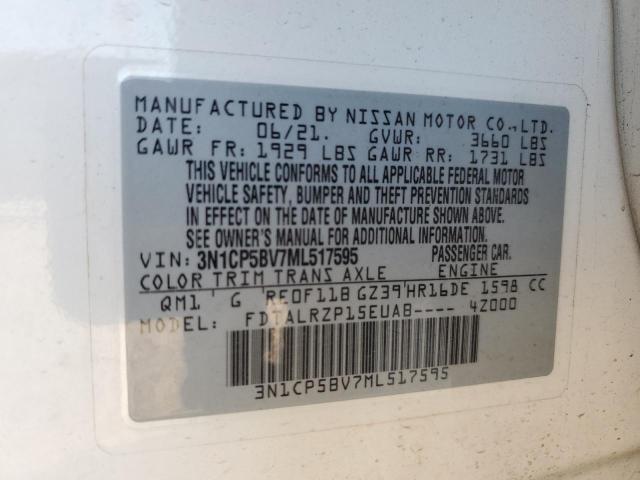 MANUFACTURED BY NISSAN MOTOR CO.,LTD.
DATE: 06/21. GVWR: 3660 LBS
GAWR FR: 1929 LBS GAWR RR: 1731 LBS
THIS VEHICLE CONFORMS TO ALL APPLICABLE FEDERAL MOTOR
VEHICLE SAFETY, BUMPER AND THEFT PREVENTION STANDARDS
IN EFFECT ON THE DATE OF MANUFACTURE SHOWN ABOVE.
SEE OWNER'S MANUAL FOR ADDITIONAL INFORMATION.
VIN: 3N1CP5BV7ML517595 PASSENGER CAR.
COLOR TRIM TRANS AXLE ENGINE
QM1 G RE0F11B GZ39 HR16DE 1598 CC
MODEL: FDTALRZP15EUAB---- 4Z000
3N1CP5BV7ML517595